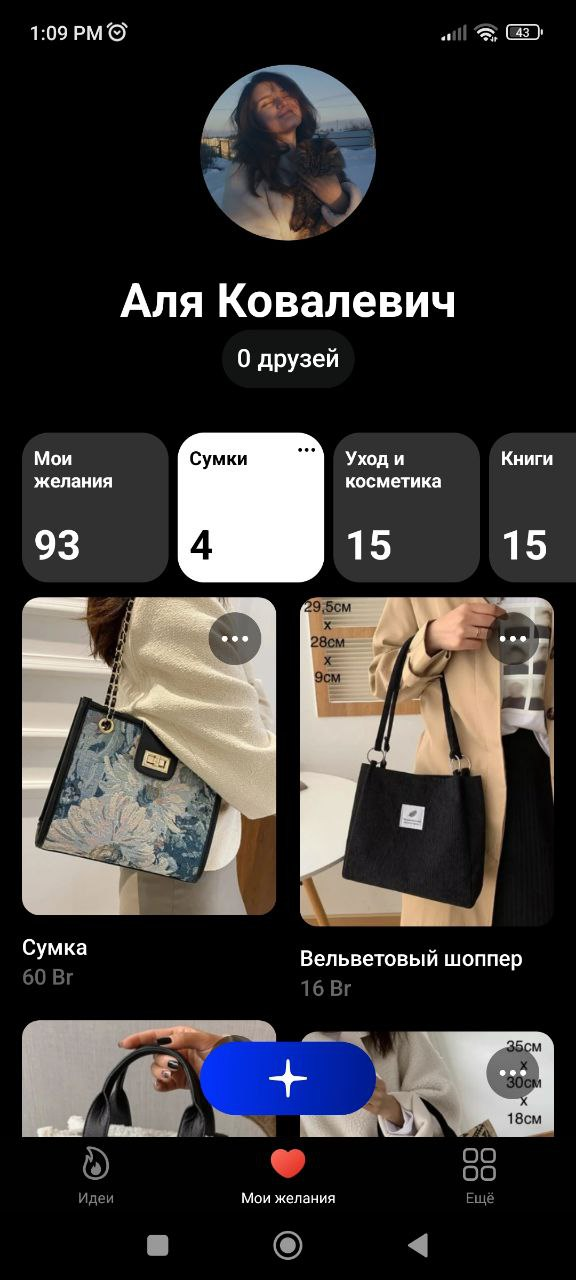 1:09 PM
43
Аля Ковалевич
0 друзей
Мои
желания
93
Сумки
4
Уход и
косметика
15
Книги
15
29,5см
x
28см
x
9см
Сумка
60 Br
Вельветовый шоппер
16 Br
35см
x
30см
x
18см
Идеи
Мои желания
Ещё